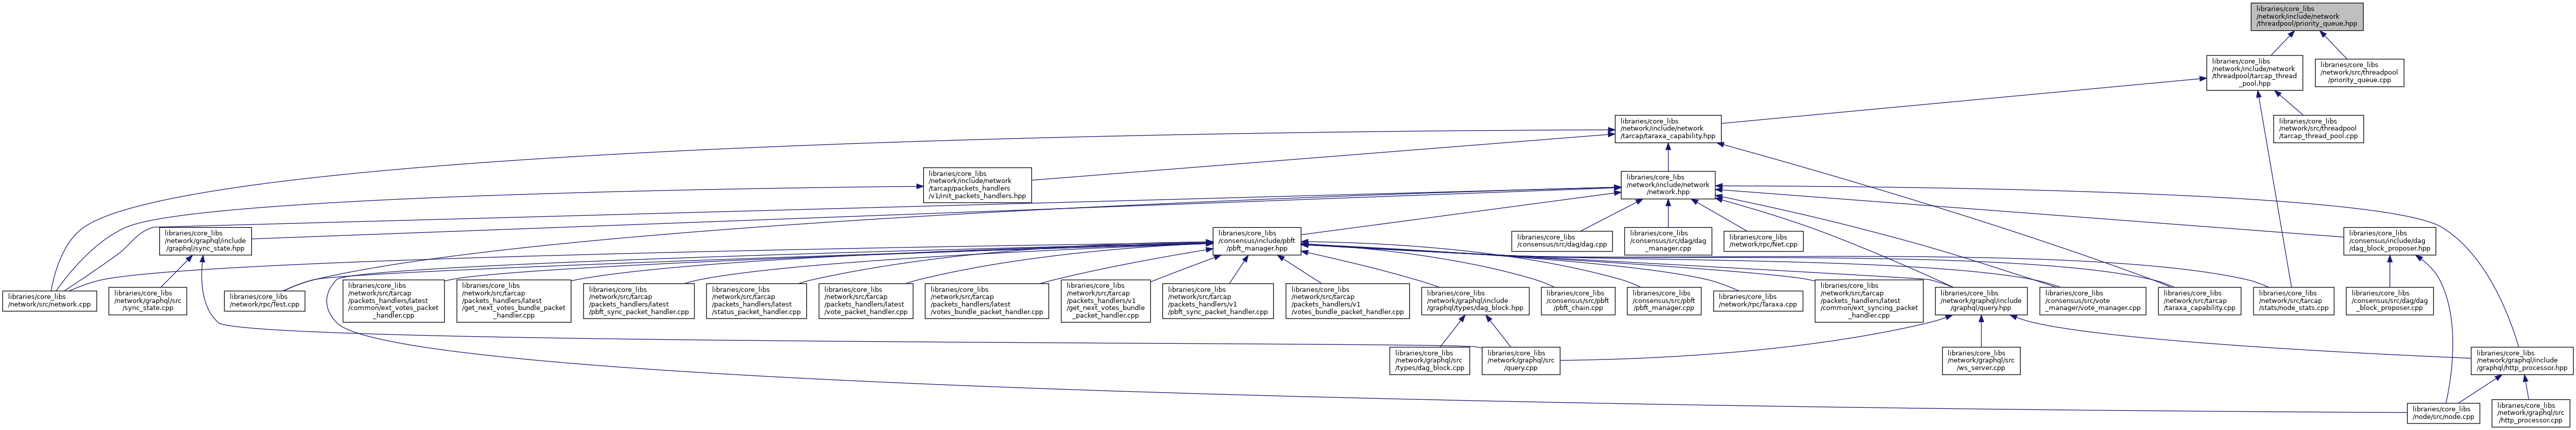 libraries/core_libs
/network/include/network
/threadpool/priority_queue.hpp
libraries/core_libs
/network/include/network
/threadpool/tarcap_thread
_pool.hpp
libraries/core_libs
/network/src/threadpool
/priority_queue.cpp
libraries/core_libs
/network/include/network
/tarcap/taraxa_capability.hpp
libraries/core_libs
/network/src/threadpool
/tarcap_thread_pool.cpp
libraries/core_libs
/network/include/network
/tarcap/packets_handlers
/v1/init_packets_handlers.hpp
libraries/core_libs
/network/include/network
/network.hpp
libraries/core_libs
/network/graphql/include
/graphql/sync_state.hpp
libraries/core_libs
/consensus/include/pbft
/pbft_manager.hpp
libraries/core_libs
/consensus/src/dag/dag.cpp
libraries/core_libs
/consensus/src/dag/dag
_manager.cpp
libraries/core_libs
/network/rpc/Net.cpp
libraries/core_libs
/consensus/include/dag
/dag_block_proposer.hpp
libraries/core_libs
/network/src/network.cpp
libraries/core_libs
/network/graphql/src
/sync_state.cpp
libraries/core_libs
/network/rpc/Test.cpp
libraries/core_libs
/network/src/tarcap
/packets_handlers/latest
/common/ext_votes_packet
_handler.cpp
libraries/core_libs
/network/src/tarcap
/packets_handlers/latest
/get_next_votes_bundle_packet
_handler.cpp
libraries/core_libs
/network/src/tarcap
/packets_handlers/latest
/pbft_sync_packet_handler.cpp
libraries/core_libs
/network/src/tarcap
/packets_handlers/latest
/status_packet_handler.cpp
libraries/core_libs
/network/src/tarcap
/packets_handlers/latest
/vote_packet_handler.cpp
libraries/core_libs
/network/src/tarcap
/packets_handlers/latest
/votes_bundle_packet_handler.cpp
libraries/core_libs
/network/src/tarcap
/packets_handlers/v1
/get_next_votes_bundle
_packet_handler.cpp
libraries/core_libs
/network/src/tarcap
/packets_handlers/v1
/pbft_sync_packet_handler.cpp
libraries/core_libs
/network/src/tarcap
/packets_handlers/v1
/votes_bundle_packet_handler.cpp
libraries/core_libs
/network/graphql/include
/graphql/types/dag_block.hpp
libraries/core_libs
/consensus/src/pbft
/pbft_chain.cpp
libraries/core_libs
/consensus/src/pbft
/pbft_manager.cpp
libraries/core_libs
/network/rpc/Taraxa.cpp
libraries/core_libs
/network/src/tarcap
/packets_handlers/latest
/common/ext_syncing_packet
_handler.cpp
libraries/core_libs
/network/graphql/include
/graphql/query.hpp
libraries/core_libs
/consensus/src/vote
_manager/vote_manager.cpp
libraries/core_libs
/network/src/tarcap
/taraxa_capability.cpp
libraries/core_libs
/network/src/tarcap
/stats/node_stats.cpp
libraries/core_libs
/consensus/src/dag/dag
_block_proposer.cpp
libraries/core_libs
/network/graphql/src
/types/dag_block.cpp
libraries/core_libs
/network/graphql/src
/query.cpp
libraries/core_libs
/network/graphql/src
/ws_server.cpp
libraries/core_libs
/network/graphql/include
/graphql/http_processor.hpp
libraries/core_libs
/node/src/node.cpp
libraries/core_libs
/network/graphql/src
/http_processor.cpp